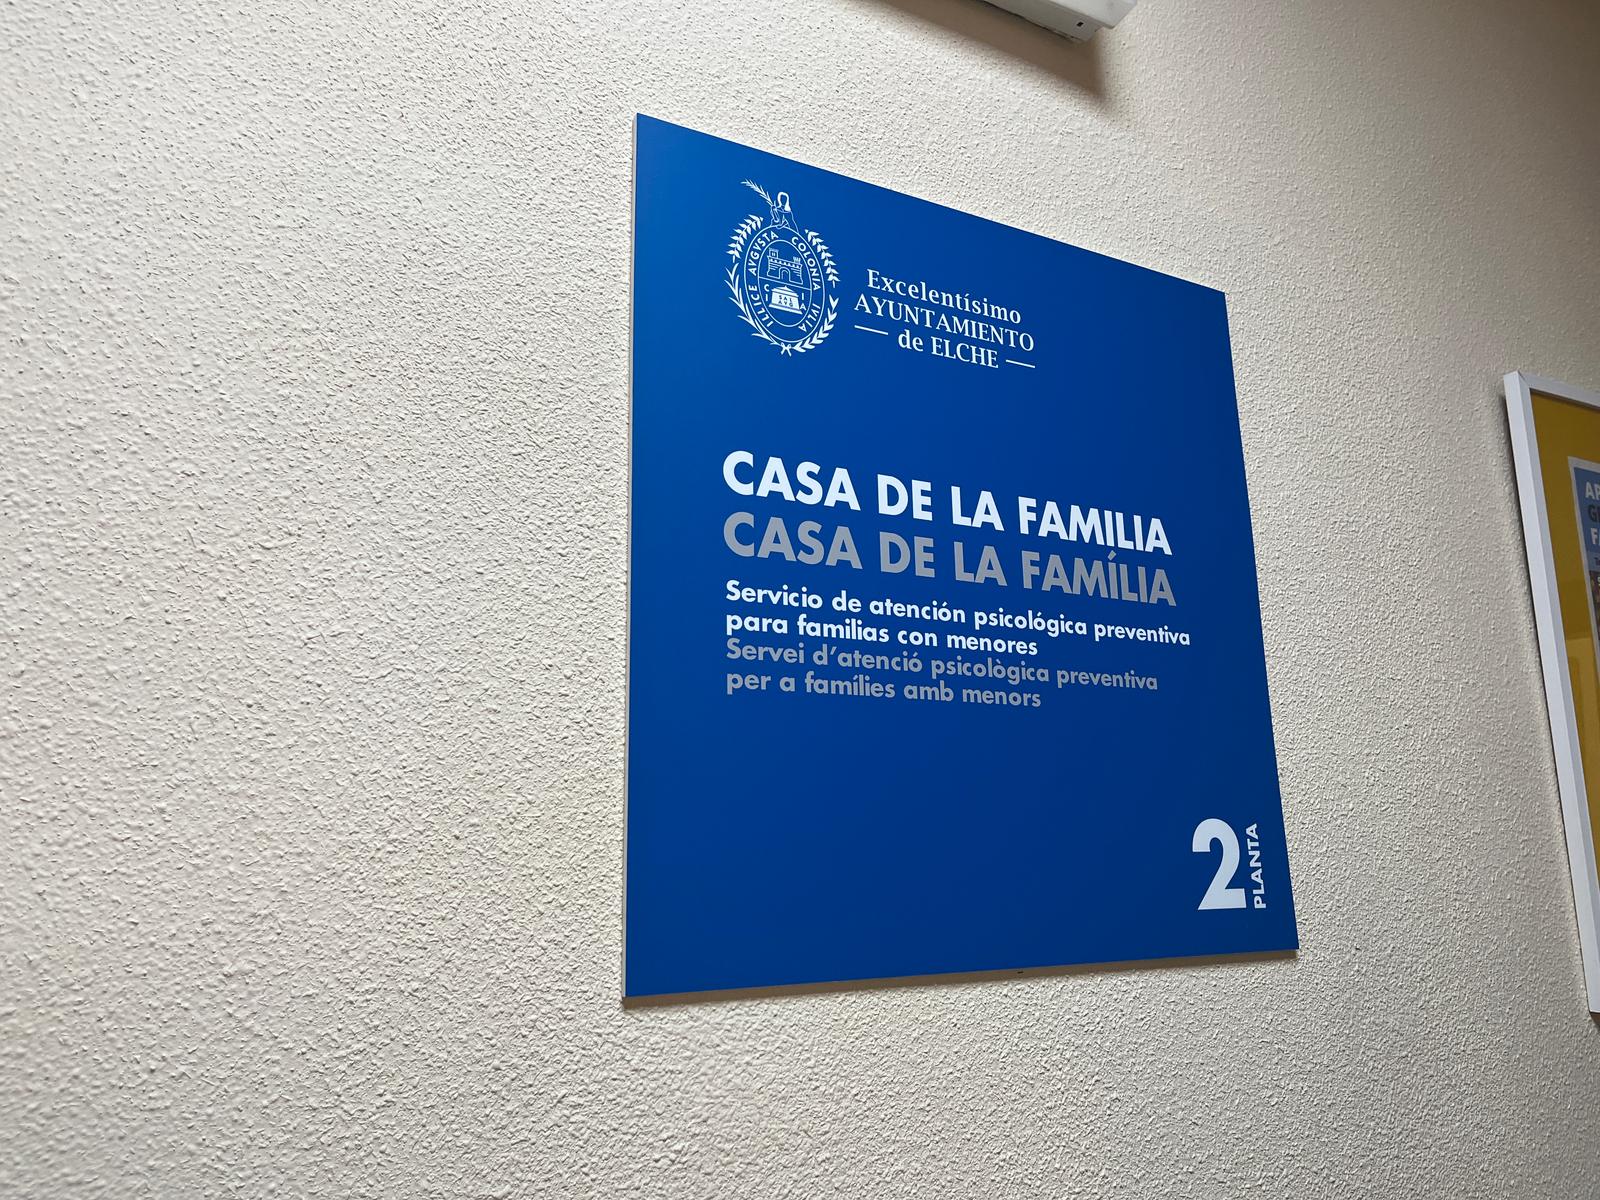 ILLICE AVGVSTA COLONIA IVLIA
Excelentísimo
AYUNTAMIENTO
de ELCHE
CASA DE LA FAMILIA
CASA DE LA FAMÍLIA
Servicio de atención psicológica preventiva
para familias con menores
Servei d'atenció psicològica preventiva
per a famílies amb menors
2
PLANTA